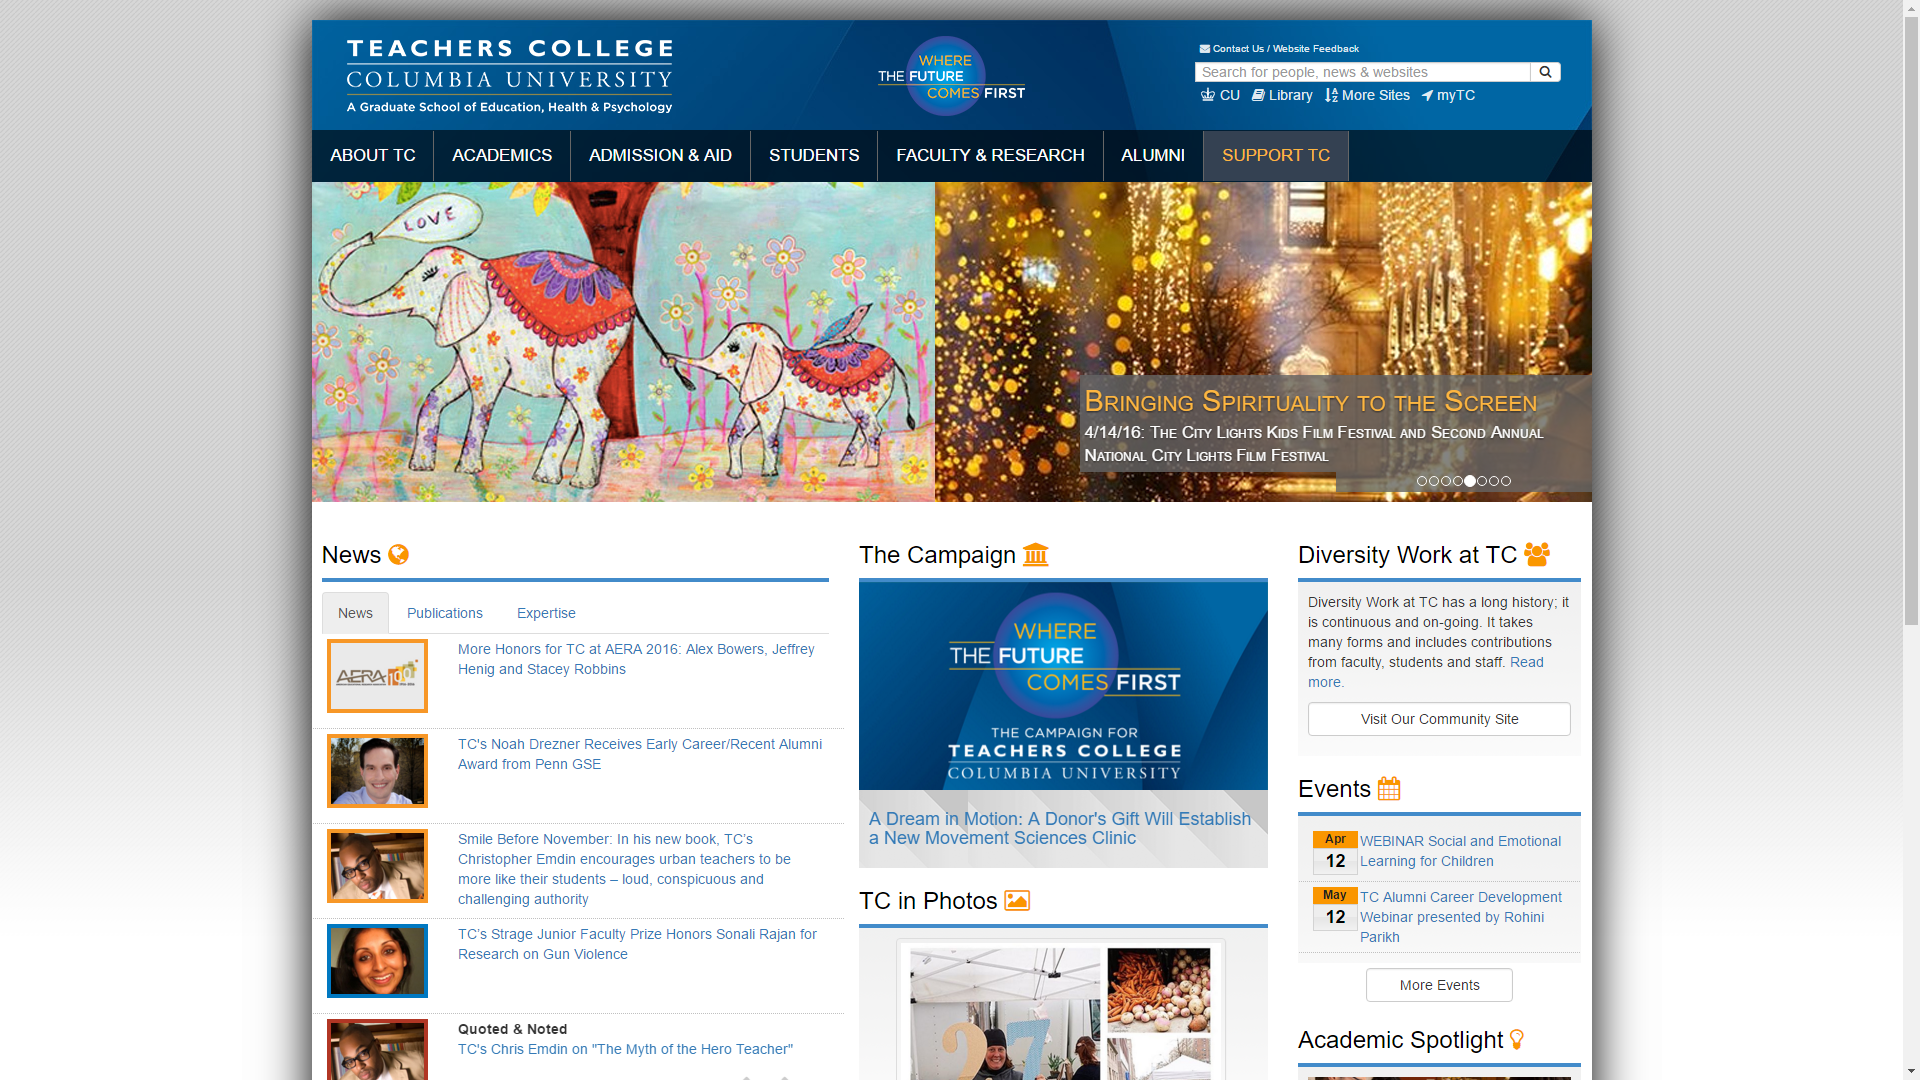 TEACHERS COLLEGE
COLUMBIA UNIVERSITY
A Graduate School of Education, Health & Psychology
WHERE
THE FUTURE
COMES FIRST
Contact Us / Website Feedback
Search for people, news & websites
CU Library More Sites myTC
ABOUT TC ACADEMICS ADMISSION & AID STUDENTS FACULTY & RESEARCH ALUMNI SUPPORT TC
LOVE
Bringing Spirituality to the Screen
4/14/16: The City Lights Kids Film Festival and Second Annual
National City Lights Film Festival
News
News Publications Expertise
AERA 100
More Honors for TC at AERA 2016: Alex Bowers, Jeffrey
Henig and Stacey Robbins
TC's Noah Drezner Receives Early Career/Recent Alumni
Award from Penn GSE
Smile Before November: In his new book, TC’s
Christopher Emdin encourages urban teachers to be
more like their students – loud, conspicuous and
challenging authority
TC’s Strage Junior Faculty Prize Honors Sonali Rajan for
Research on Gun Violence
Quoted & Noted
TC's Chris Emdin on "The Myth of the Hero Teacher"
The Campaign
WHERE
THE FUTURE
COMES FIRST
THE CAMPAIGN FOR
TEACHERS COLLEGE
COLUMBIA UNIVERSITY
A Dream in Motion: A Donor's Gift Will Establish
a New Movement Sciences Clinic
TC in Photos
27
Diversity Work at TC
Diversity Work at TC has a long history; it
is continuous and on-going. It takes
many forms and includes contributions
from faculty, students and staff. Read
more.
Visit Our Community Site
Events
Apr
12
WEBINAR Social and Emotional
Learning for Children
May
12
TC Alumni Career Development
Webinar presented by Rohini
Parikh
More Events
Academic Spotlight